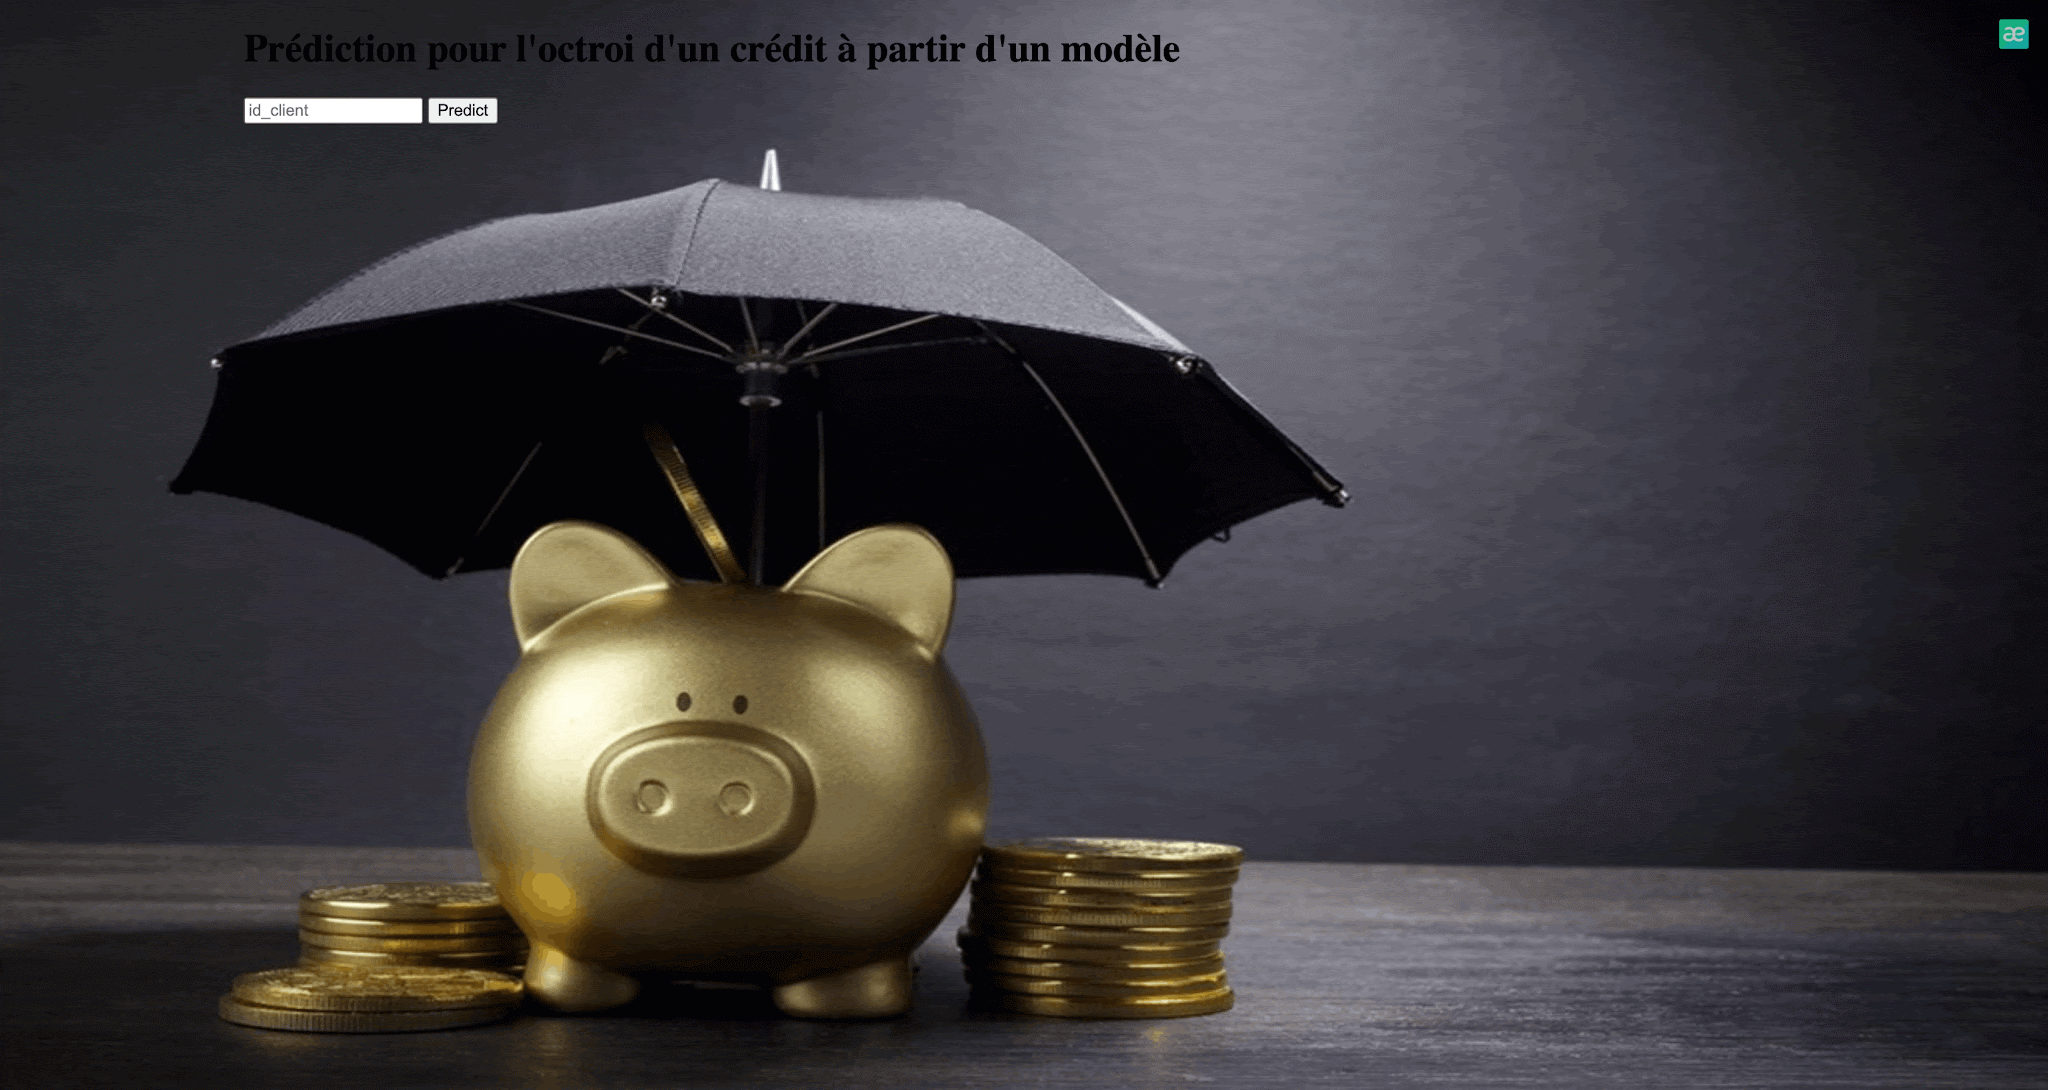 Prédiction pour l'octroi d'un crédit à partir d'un modèle
id_client Predict
æ